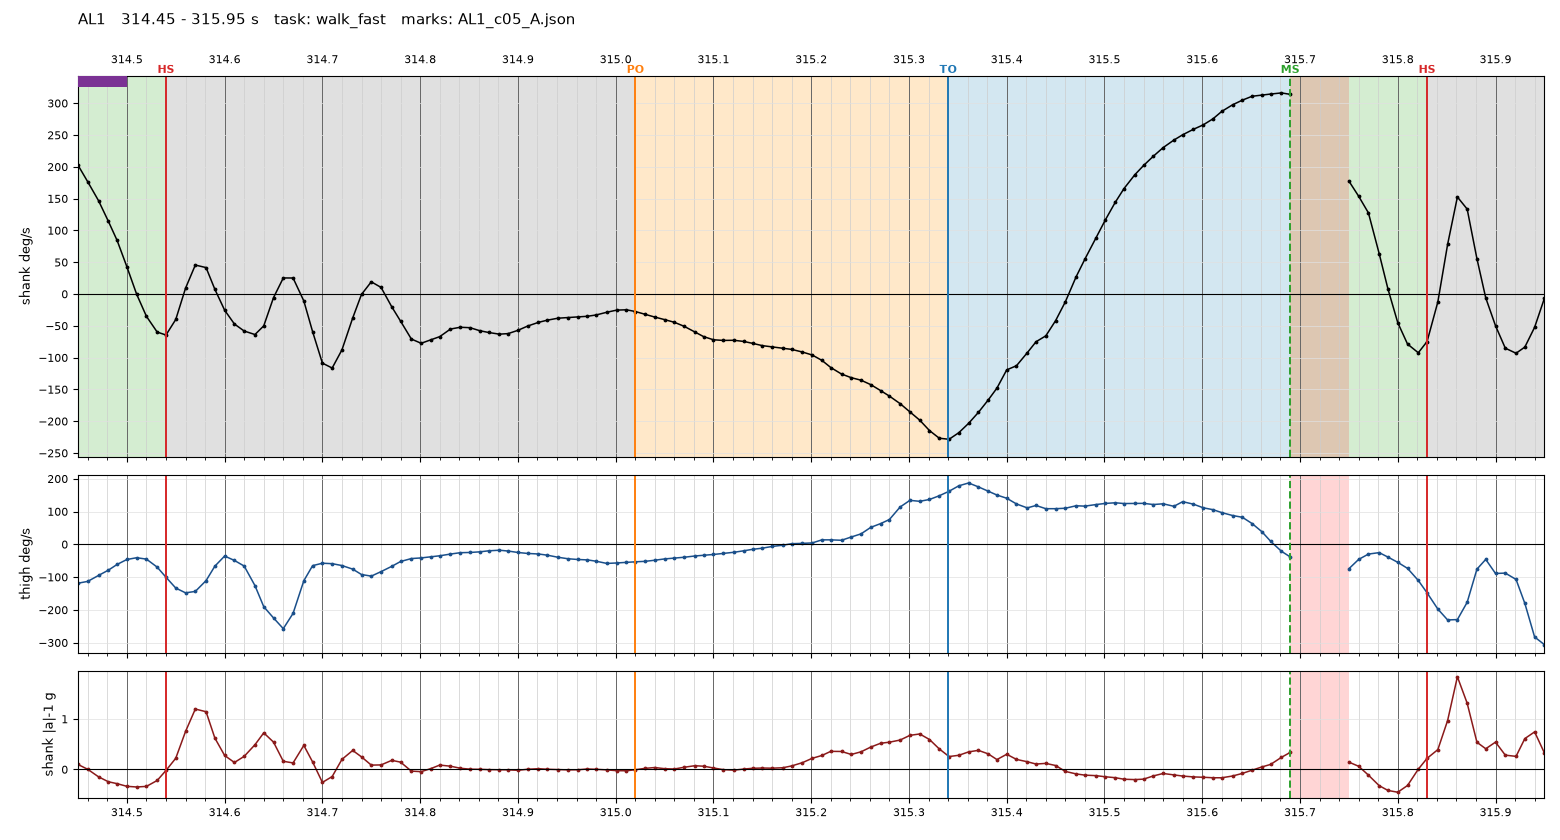 AL1   314.45 - 315.95 s   task: walk_fast   marks: AL1_c05_A.json
314.5 314.6 314.7 314.8 314.9 315.0 315.1 315.2 315.3 315.4 315.5 315.6 315.7 315.8 315.9
HS PO TO MS HS
shank deg/s
300
250
200
150
100
50
0
−50
−100
−150
−200
−250
thigh deg/s
200
100
0
−100
−200
−300
shank |a|-1 g
1
0
314.5 314.6 314.7 314.8 314.9 315.0 315.1 315.2 315.3 315.4 315.5 315.6 315.7 315.8 315.9